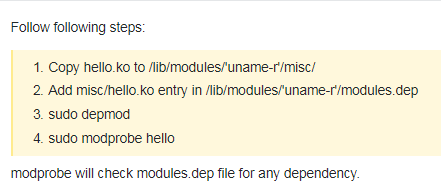 Follow following steps:
1. Copy hello.ko to /lib/modules/'uname-r'/misc/
2. Add misc/hello.ko entry in /lib/modules/'uname-r'/modules.dep
3. sudo depmod
4. sudo modprobe hello
modprobe will check modules.dep file for any dependency.